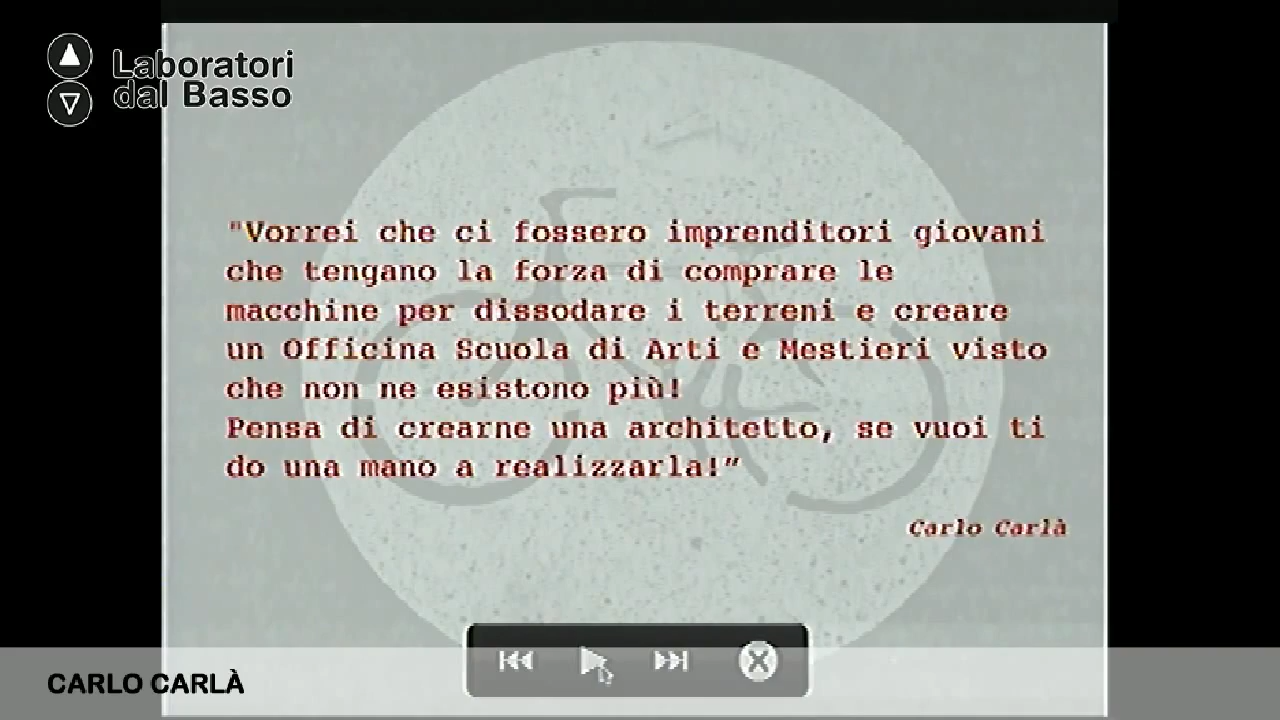 Laboratori
dal Basso
"Vorrei che ci fossero imprenditori giovani
che tengano la forza di comprare le
macchine per dissodare i terreni e creare
un Officina Scuola di Arti e Mestieri visto
che non ne esistono più!
Pensa di crearne una architetto, se vuoi ti
do una mano a realizzarla!”
Carlo Carlà
CARLO CARLÀ